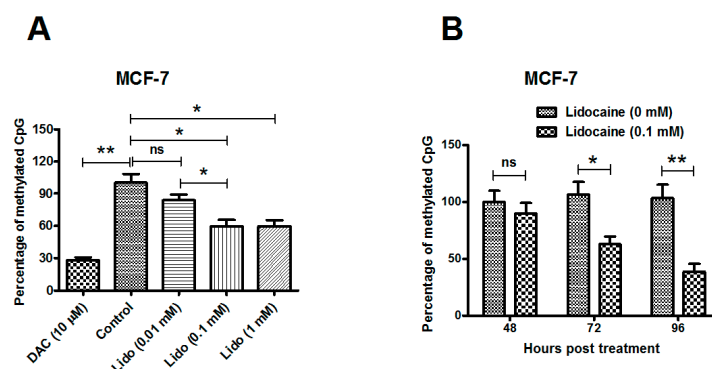 A
MCF-7
*
*
** ns
*
Percentage of methylated CpG
150
120
90
60
30
0
DAC (10 µM)
Control
Lido (0.01 mM)
Lido (0.1 mM)
Lido (1 mM)
B
MCF-7
Lidocaine (0 mM)
Lidocaine (0.1 mM)
ns * **
Percentage of methylated CpG
150
100
50
0
48 72 96
Hours post treatment